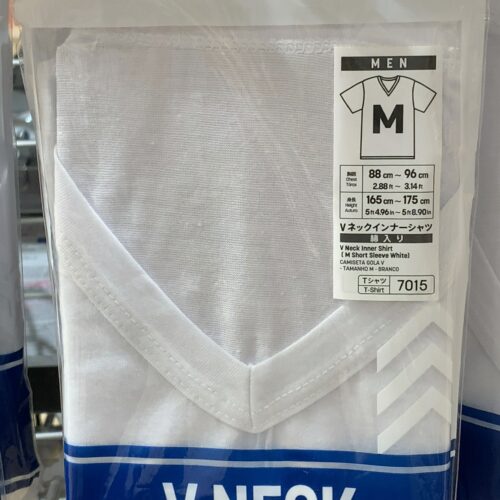 MEN
M
胸囲
Chest
Tórax
88 cm ~ 96 cm
2.88 ft ~ 3.14 ft
身長
Height
Autura
165 cm ~ 175 cm
5 ft 4.96 in ~ 5 ft 8.90 in
Vネックインナーシャツ
綿入り
V Neck Inner Shirt
( M Short Sleeve White)
CAMISETA GOLA V
- TAMANHO M - BRANCO
Tシャツ
T-Shirt
7015
V NECK